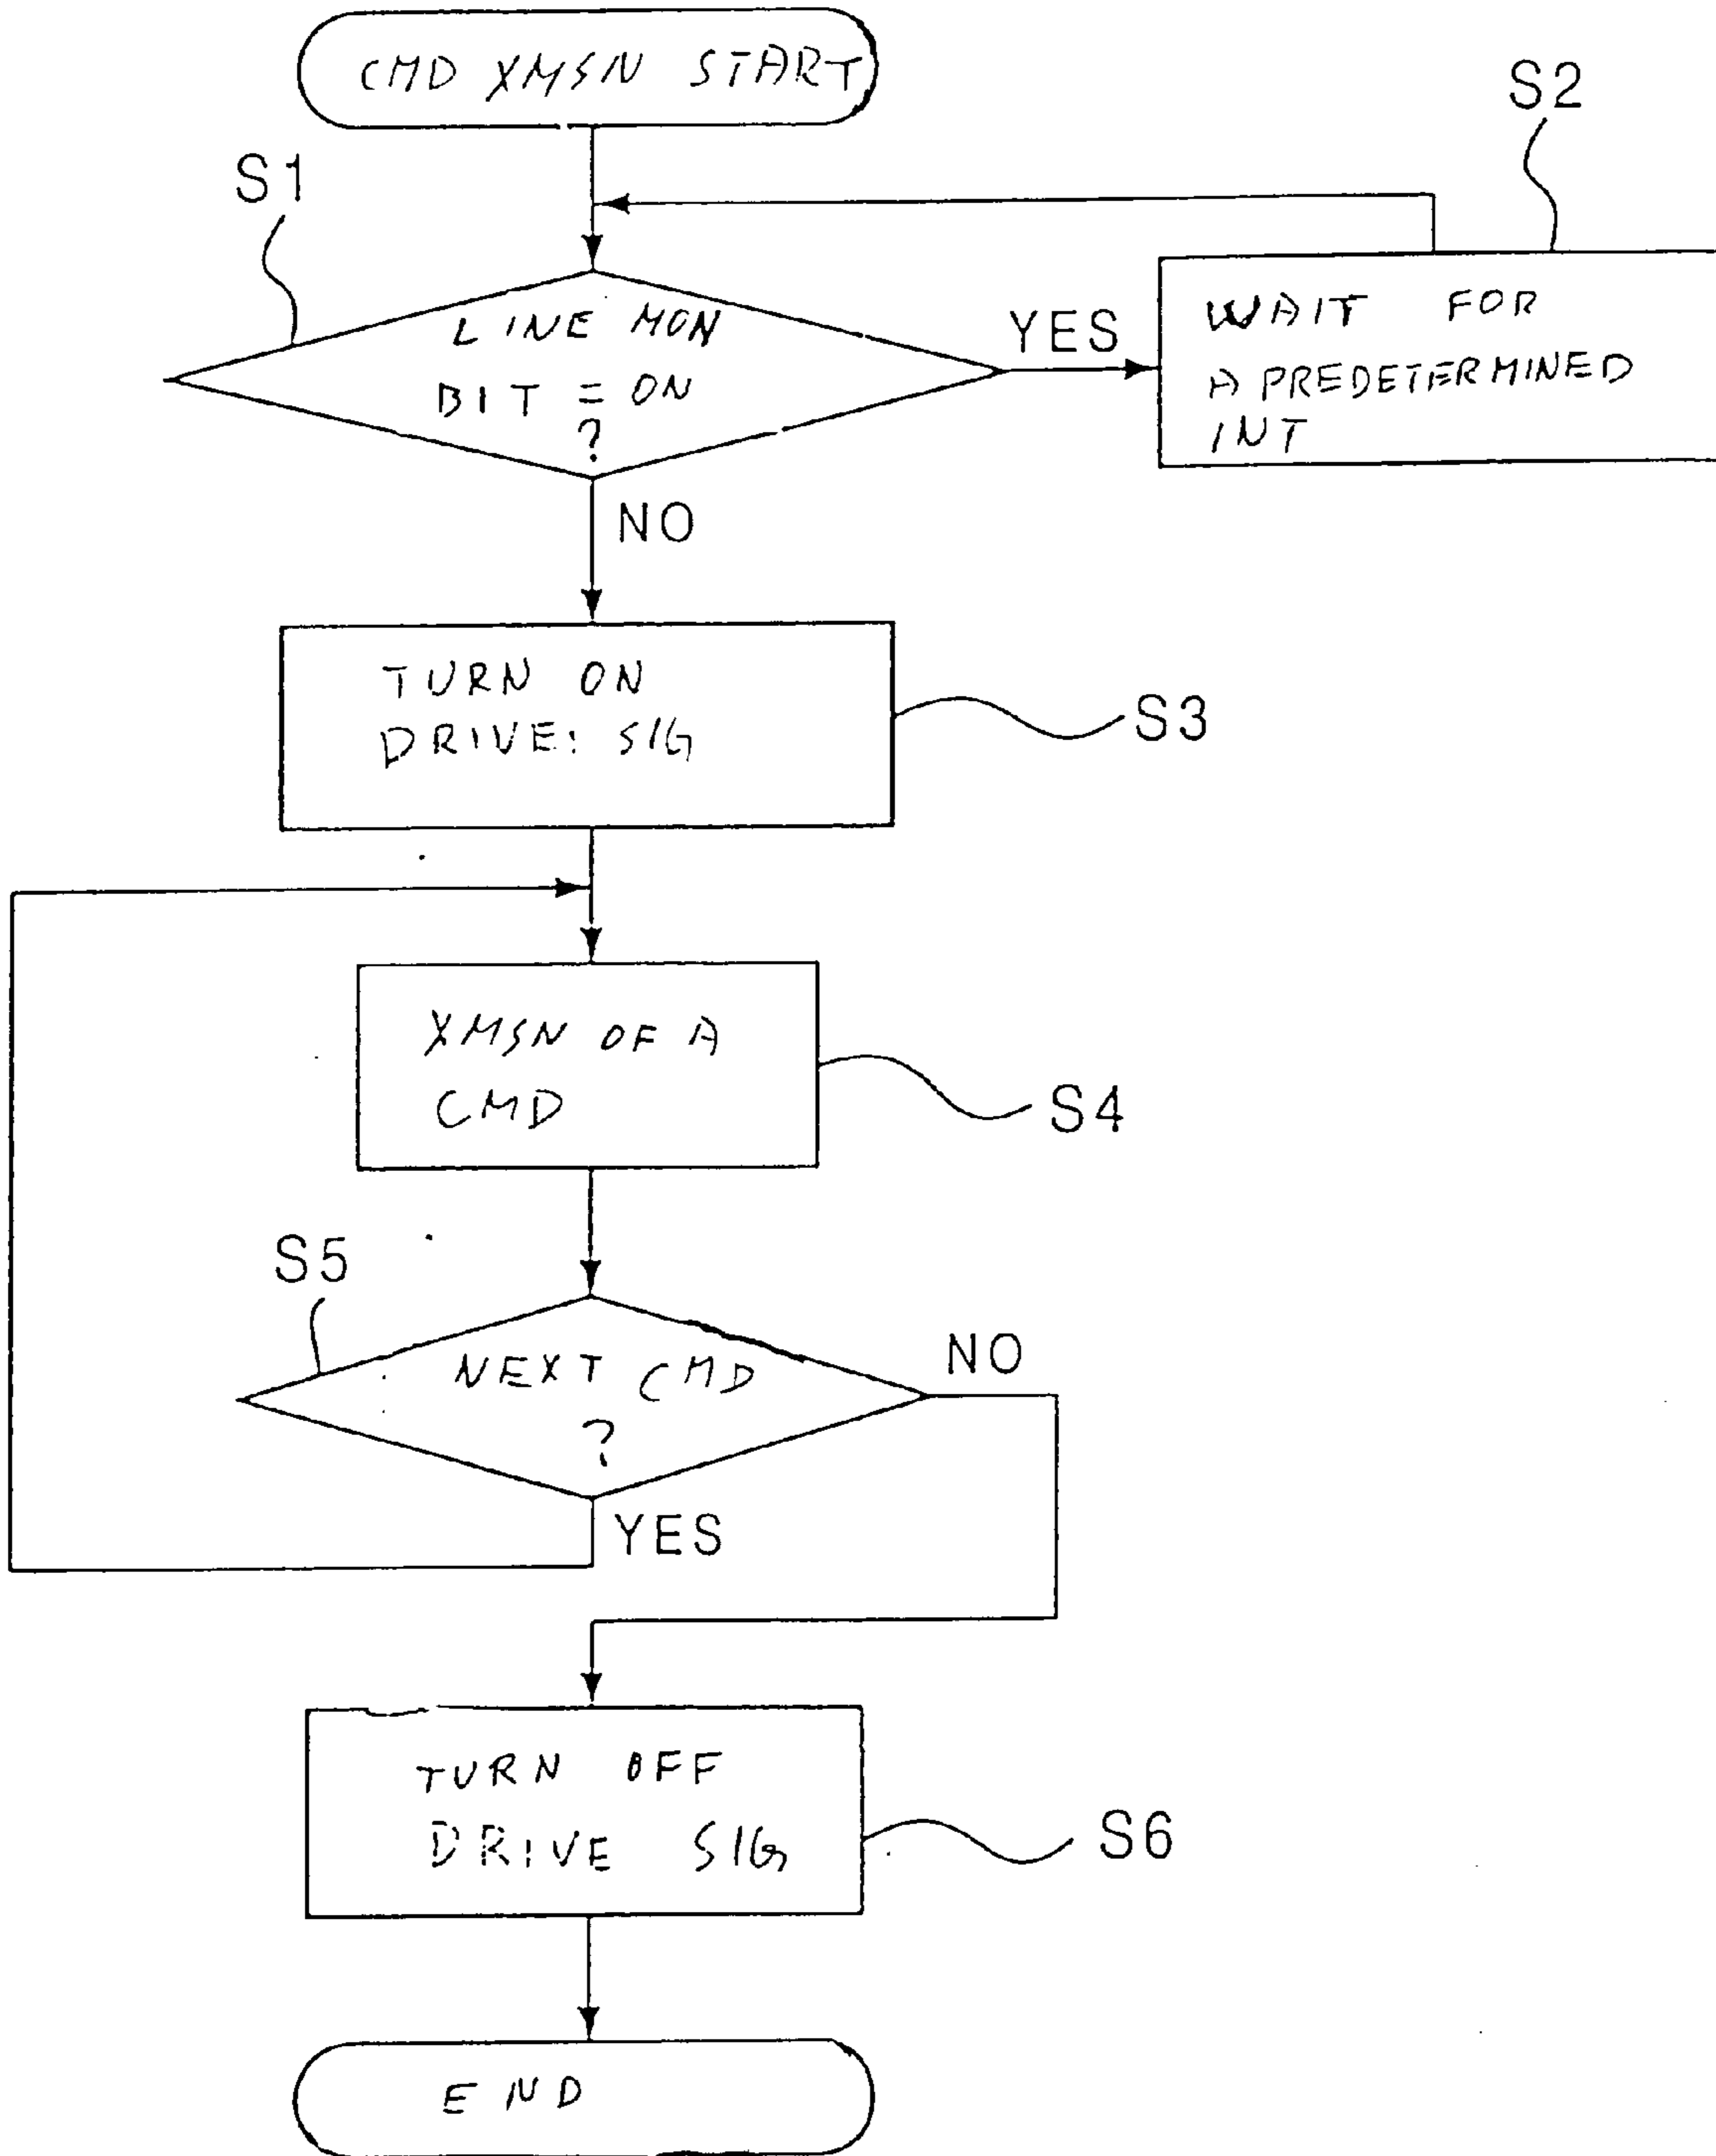 CMD XMSN START
S2
S1
LINE MON
BIT = ON
?
YES
WAIT FOR
A PREDETERMINED
INT
NO
TURN ON
DRIVE: SIG
S3
XMSN OF A
CMD
S4
S5
NEXT CMD
?
NO
YES
TURN OFF
DRIVE SIG
S6
END